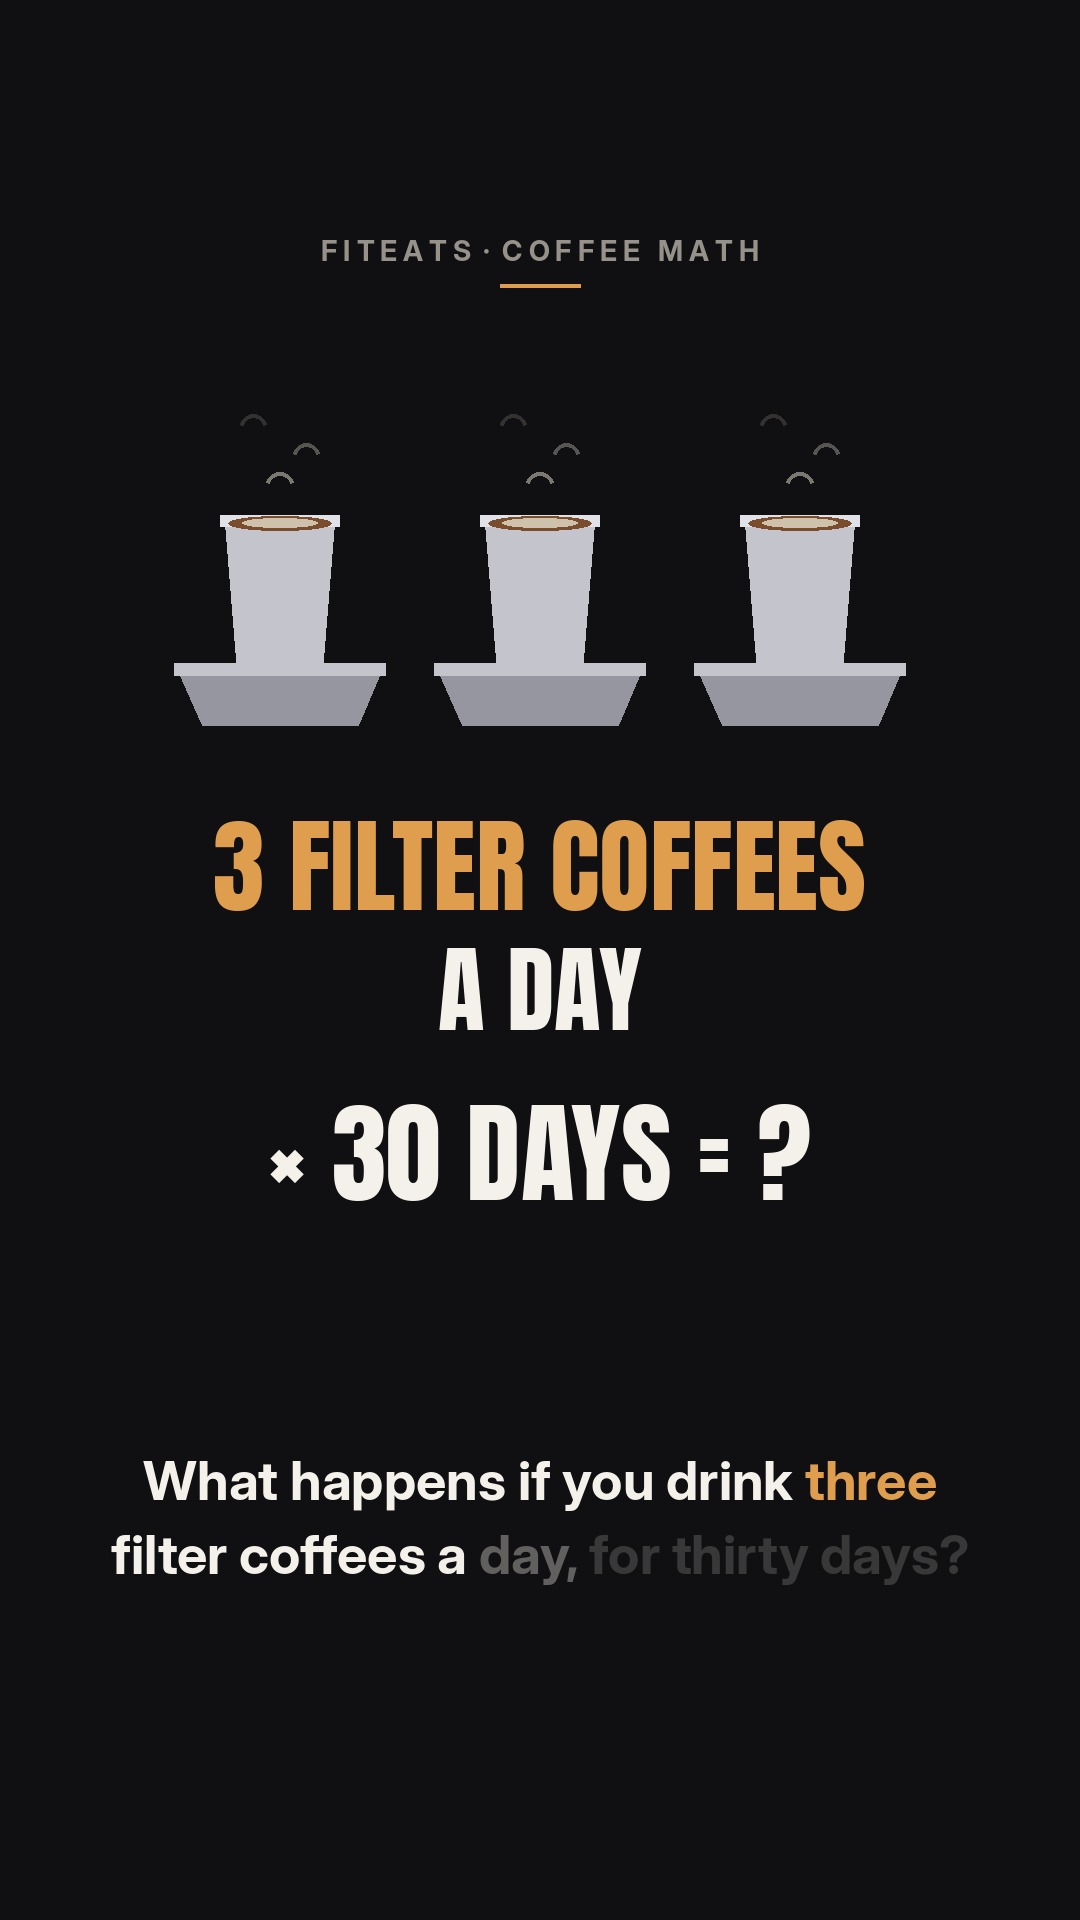 FITEATS · COFFEE MATH
3 FILTER COFFEES
A DAY
× 30 DAYS = ?
What happens if you drink three
filter coffees a day, for thirty days?